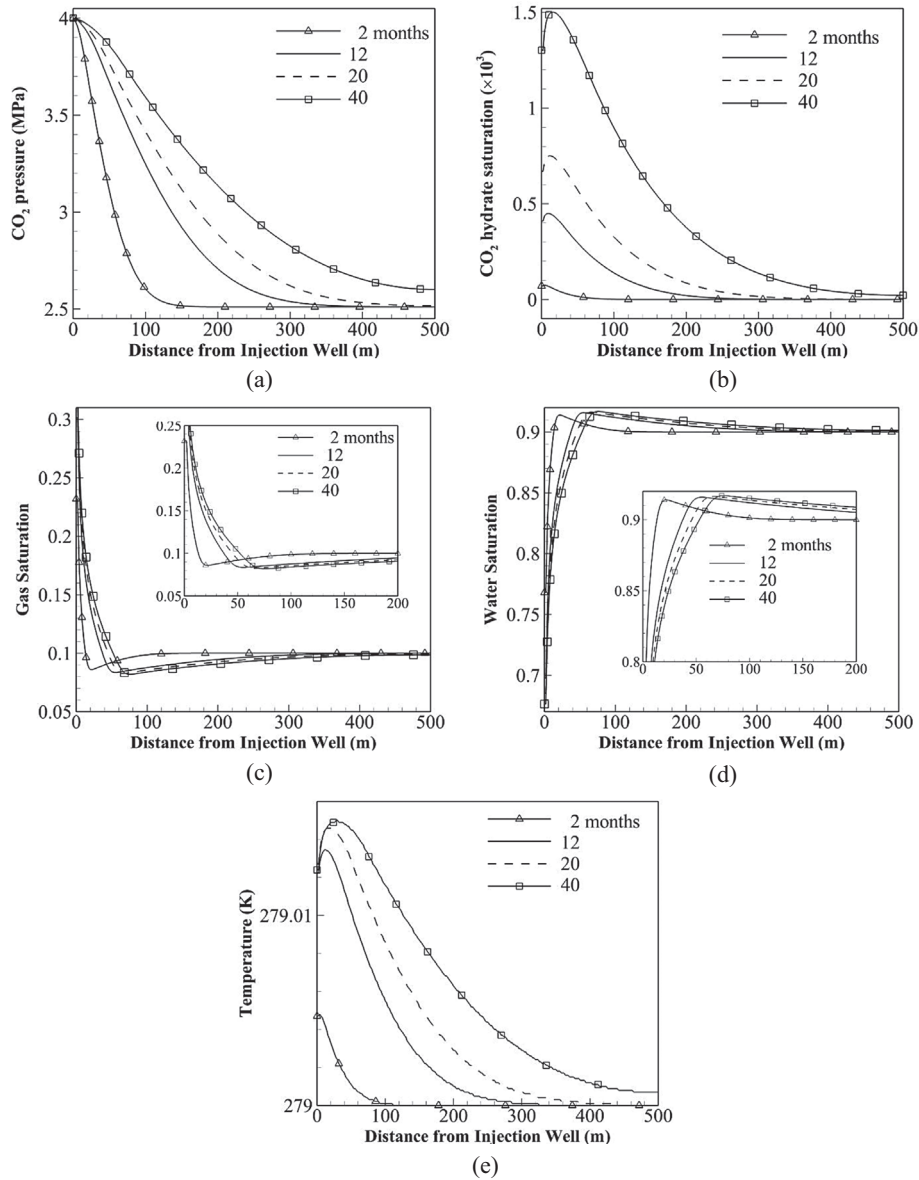 4
3.5
3
2.5
CO₂ pressure (MPa)
2 months
12
20
40
0 100 200 300 400 500
Distance from Injection Well (m)
(a)
1.5
1
0.5
0
CO₂ hydrate saturation (×10³)
2 months
12
20
40
0 100 200 300 400 500
Distance from Injection Well (m)
(b)
0.3
0.25
0.2
0.15
0.1
0.05
Gas Saturation
0.25
0.2
0.15
0.1
0.05
2 months
12
20
40
0 50 100 150 200
0 100 200 300 400 500
Distance from Injection Well (m)
(c)
0.9
0.85
0.8
0.75
0.7
Water Saturation
0.9
0.85
0.8
2 months
12
20
40
0 50 100 150 200
0 100 200 300 400 500
Distance from Injection Well (m)
(d)
279.01
279
Temperature (K)
2 months
12
20
40
0 100 200 300 400 500
Distance from Injection Well (m)
(e)